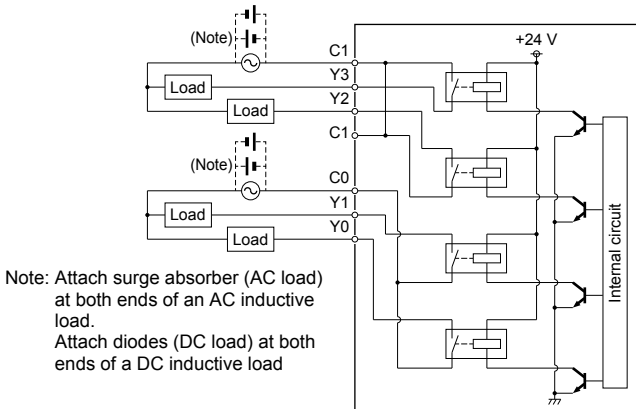 +24 V
(Note)
C1
Y3
Load
Y2
Load
C1
(Note)
C0
Y1
Load
Y0
Load
Internal circuit
Note: Attach surge absorber (AC load)
at both ends of an AC inductive
load.
Attach diodes (DC load) at both
ends of a DC inductive load